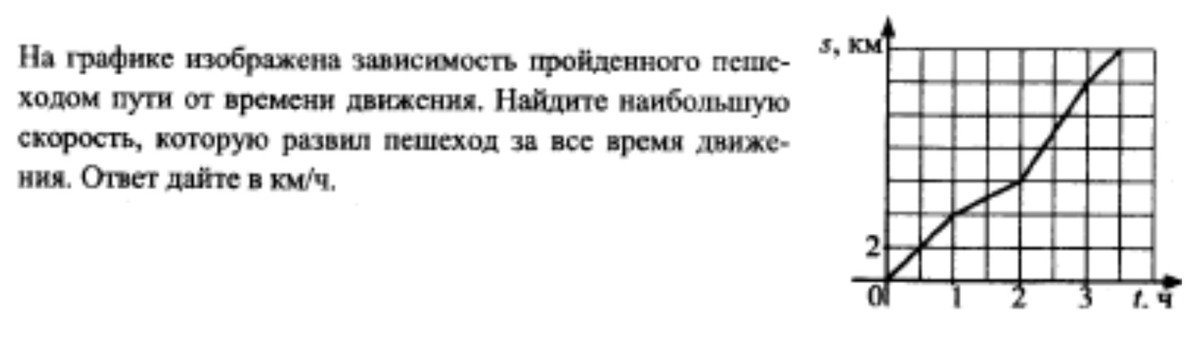 На графике изображена зависимость пройденного пеше-
ходом пути от времени движения. Найдите наибольшую
скорость, которую развил пешеход за все время движе-
ния. Ответ дайте в км/ч.
s, км
2
0 1 2 3 t, ч